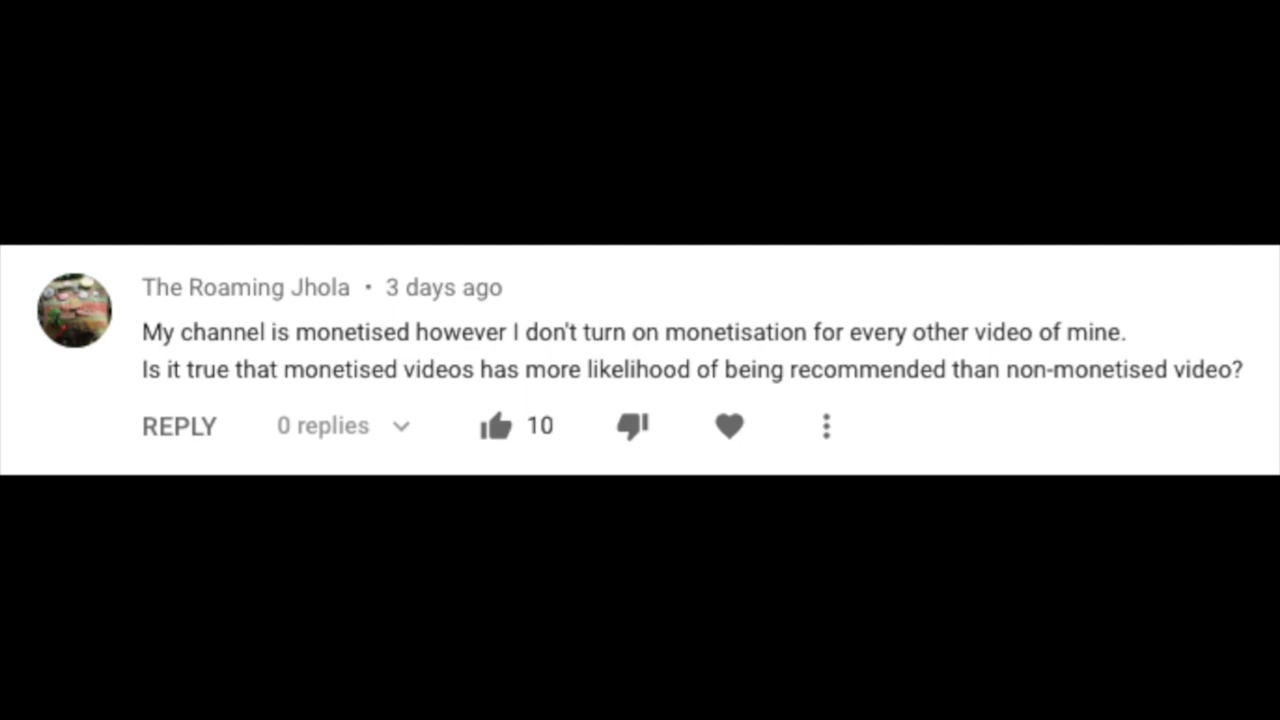 The Roaming Jhola • 3 days ago
My channel is monetised however I don't turn on monetisation for every other video of mine.
Is it true that monetised videos has more likelihood of being recommended than non-monetised video?
REPLY 0 replies 10